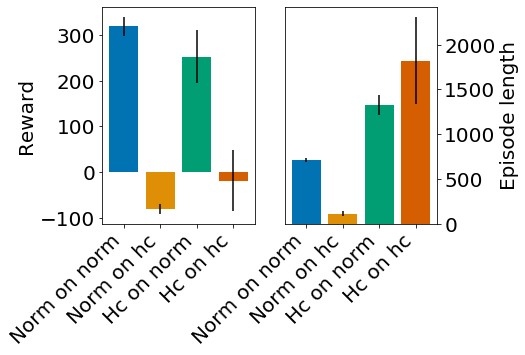 Reward
300
200
100
0
−100
Norm on norm
Norm on hc
Hc on norm
Hc on hc
Episode length
2000
1500
1000
500
0
Norm on norm
Norm on hc
Hc on norm
Hc on hc